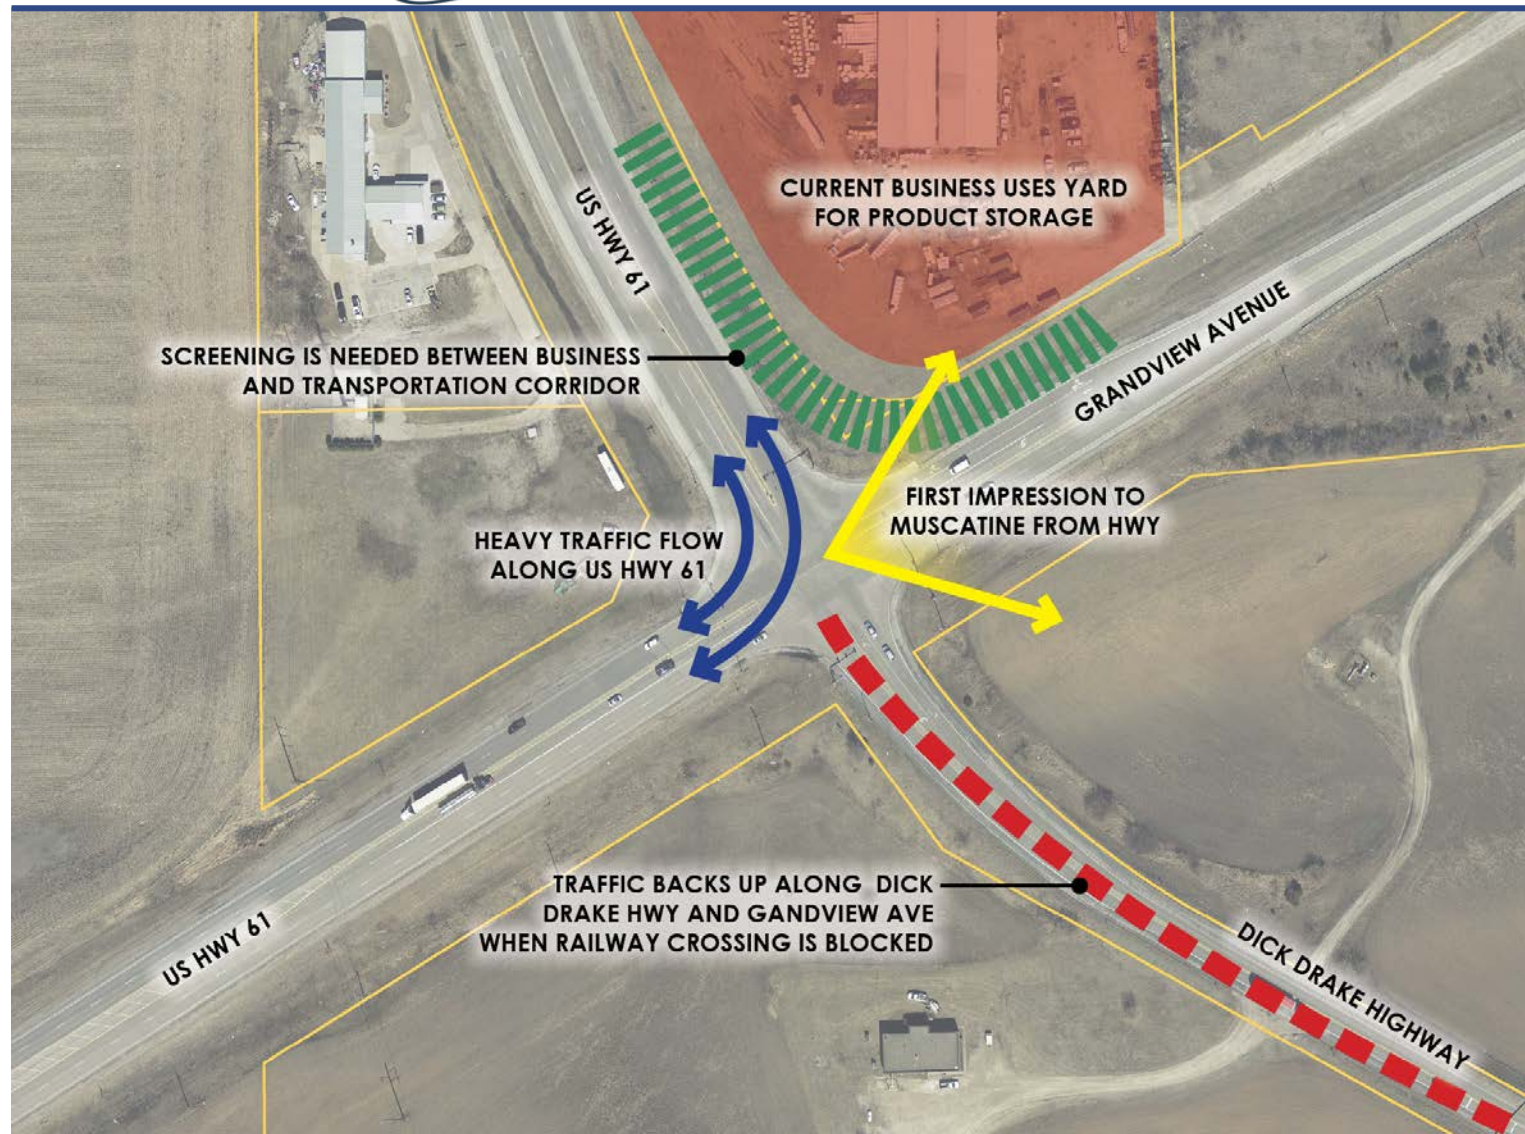 CURRENT BUSINESS USES YARD
FOR PRODUCT STORAGE
US HWY 61
GRANDVIEW AVENUE
SCREENING IS NEEDED BETWEEN BUSINESS
AND TRANSPORTATION CORRIDOR
FIRST IMPRESSION TO
MUSCATINE FROM HWY
HEAVY TRAFFIC FLOW
ALONG US HWY 61
TRAFFIC BACKS UP ALONG DICK
DRAKE HWY AND GANDVIEW AVE
WHEN RAILWAY CROSSING IS BLOCKED
US HWY 61
DICK DRAKE HIGHWAY